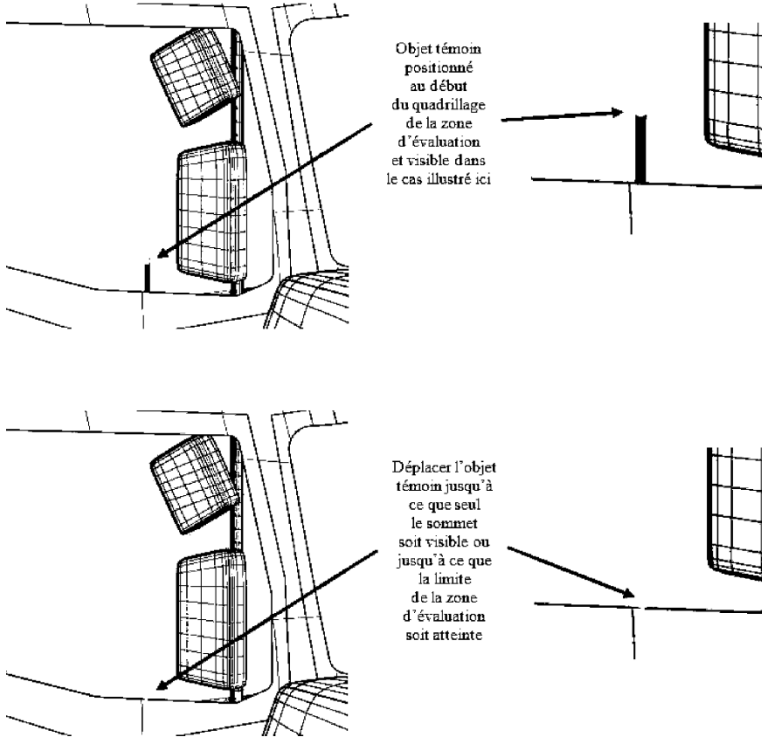 Objet témoin
positionné
au début
du quadrillage
de la zone
d'évaluation
et visible dans
le cas illustré ici
Déplacer l'objet
témoin jusqu'à
ce que seul
le sommet
soit visible ou
jusqu'à ce que
la limite
de la zone
d'évaluation
soit atteinte